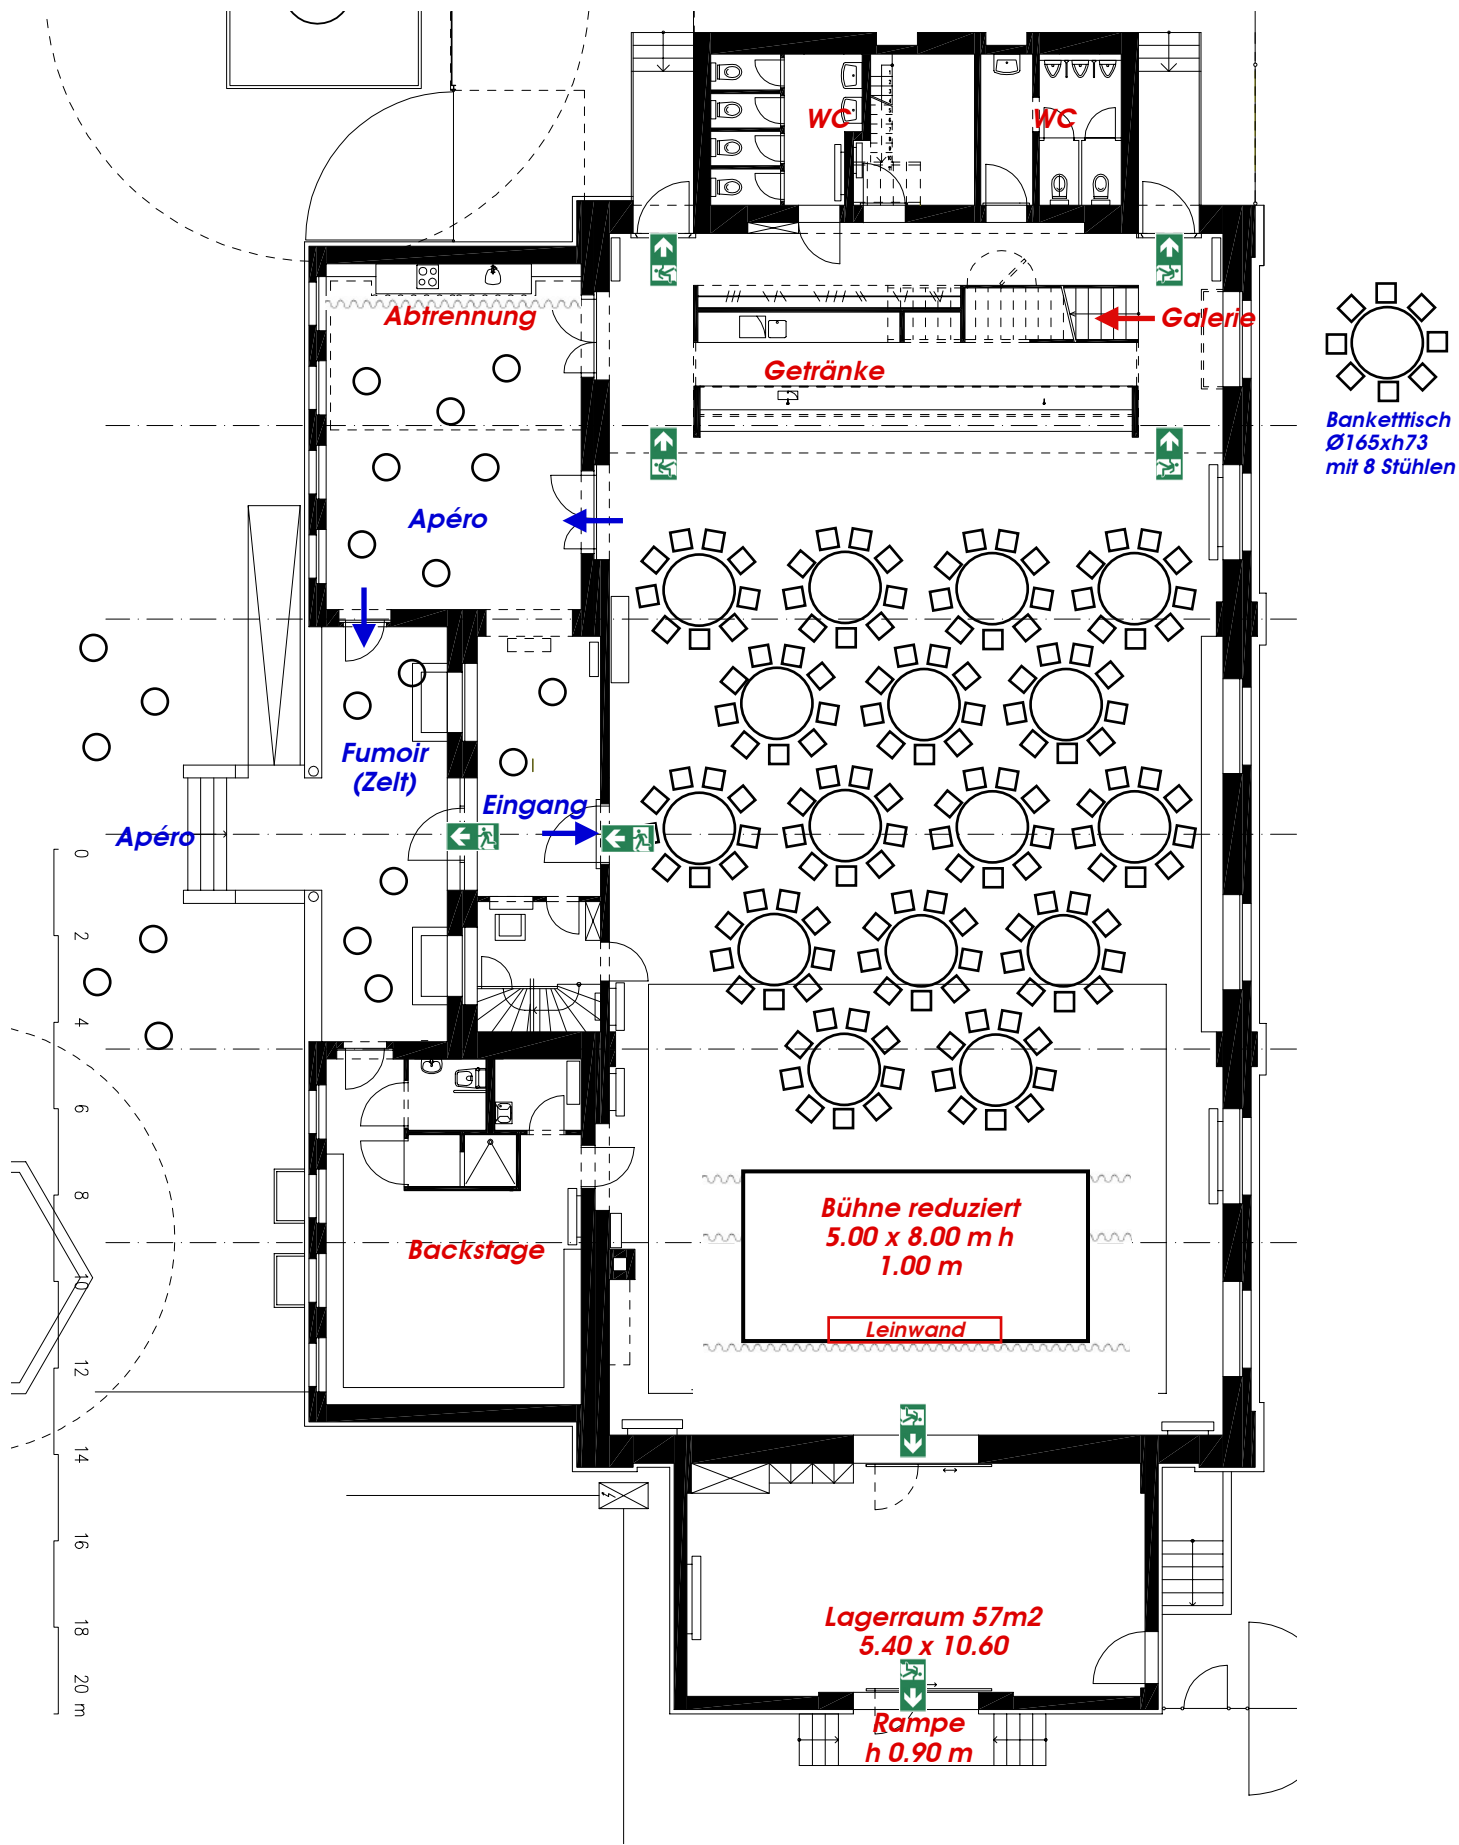 WC
WC
Abtrennung
Galerie
Getränke
Banketttisch
Ø165xh73
mit 8 Stühlen
Apéro
Fumoir
(Zelt)
Eingang
Apéro
0
2
4
6
8
10
12
14
16
18
20 m
Bühne reduziert
5.00 x 8.00 m h
1.00 m
Leinwand
Backstage
Lagerraum 57m2
5.40 x 10.60
Rampe
h 0.90 m